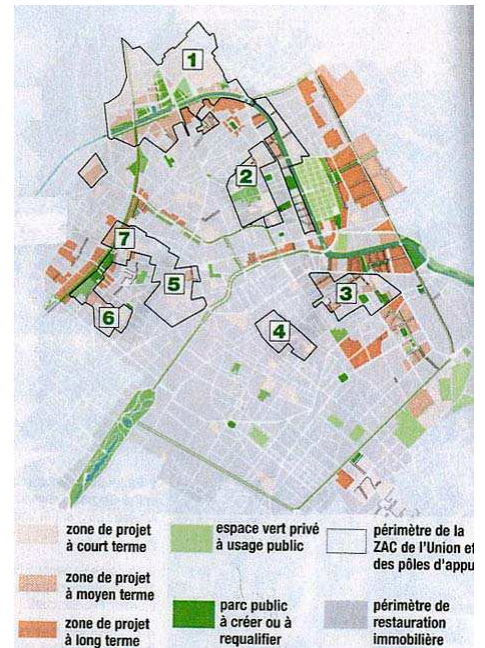 1
2
7
5
3
6
4
zone de projet
à court terme
zone de projet
à moyen terme
zone de projet
à long terme
espace vert privé
à usage public
parc public
à créer ou à
requalifier
périmètre de la
ZAC de l'Union et
des pôles d'appu
périmètre de
restauration
immobilière